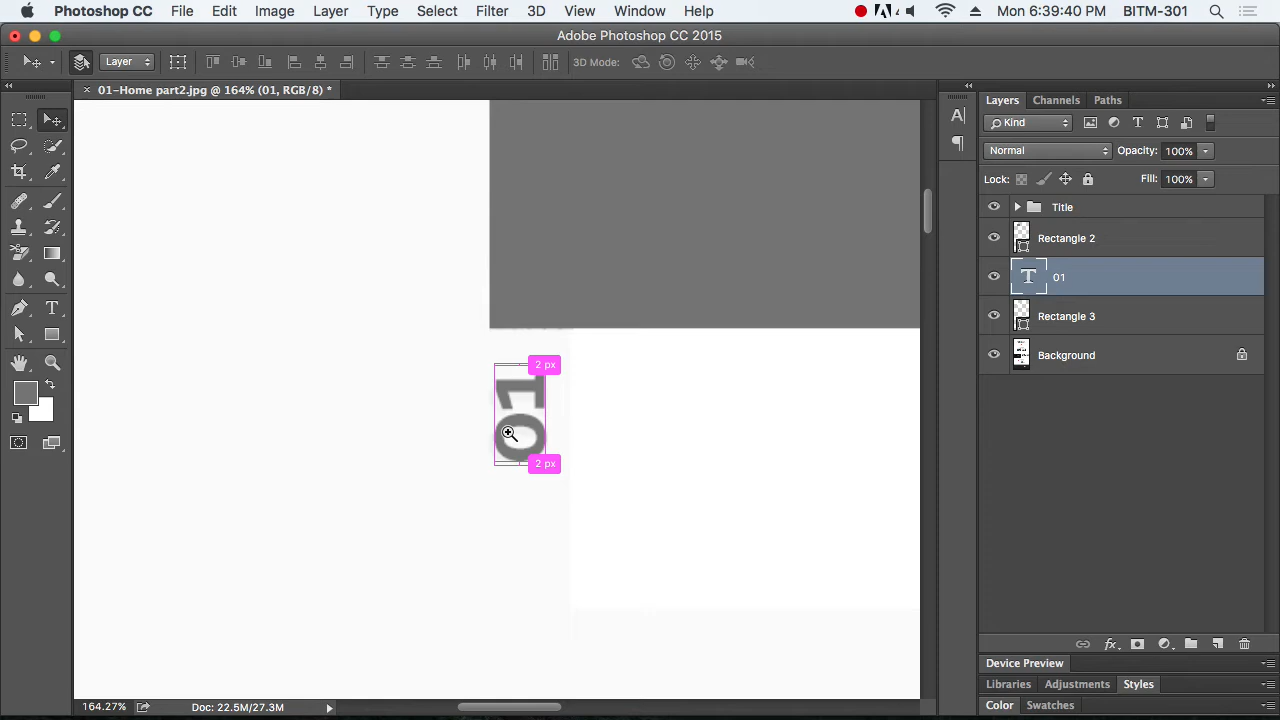 Photoshop CC File Edit Image Layer Type Select Filter 3D View Window Help Mon 6:39:40 PM BITM-301
Adobe Photoshop CC 2015
Layer 3D Mode:
01-Home part2.jpg @ 164% (01, RGB/8) *
Layers Channels Paths
Kind
Normal Opacity: 100%
Lock: Fill: 100%
Title
Rectangle 2
01
Rectangle 3
Background
2 px
01
2 px
Device Preview
Libraries Adjustments Styles
Color Swatches
164.27% Doc: 22.5M/27.3M